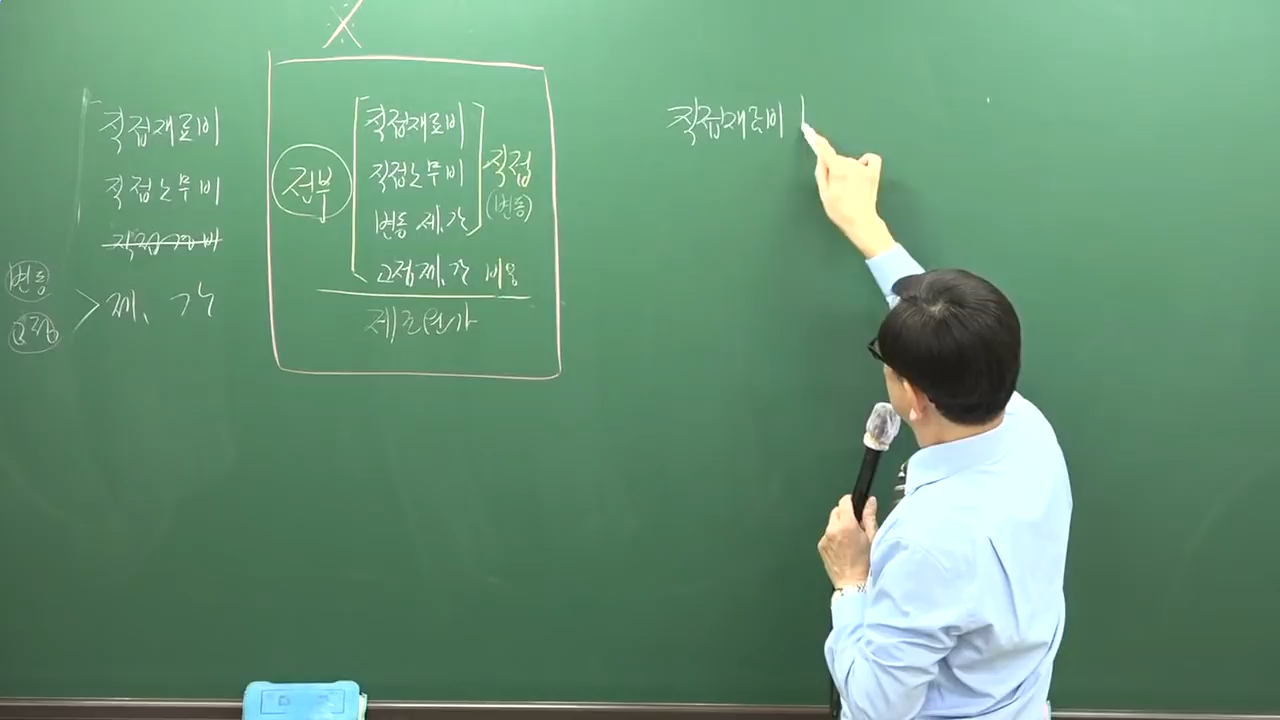 X
직접재료비
직접노무비
직접경비
제, 간
변동
고정
전부
직접재료비
직접노무비
변동 제,간
고정제,간 비용
제조원가
직접
(변동)
직접재료비